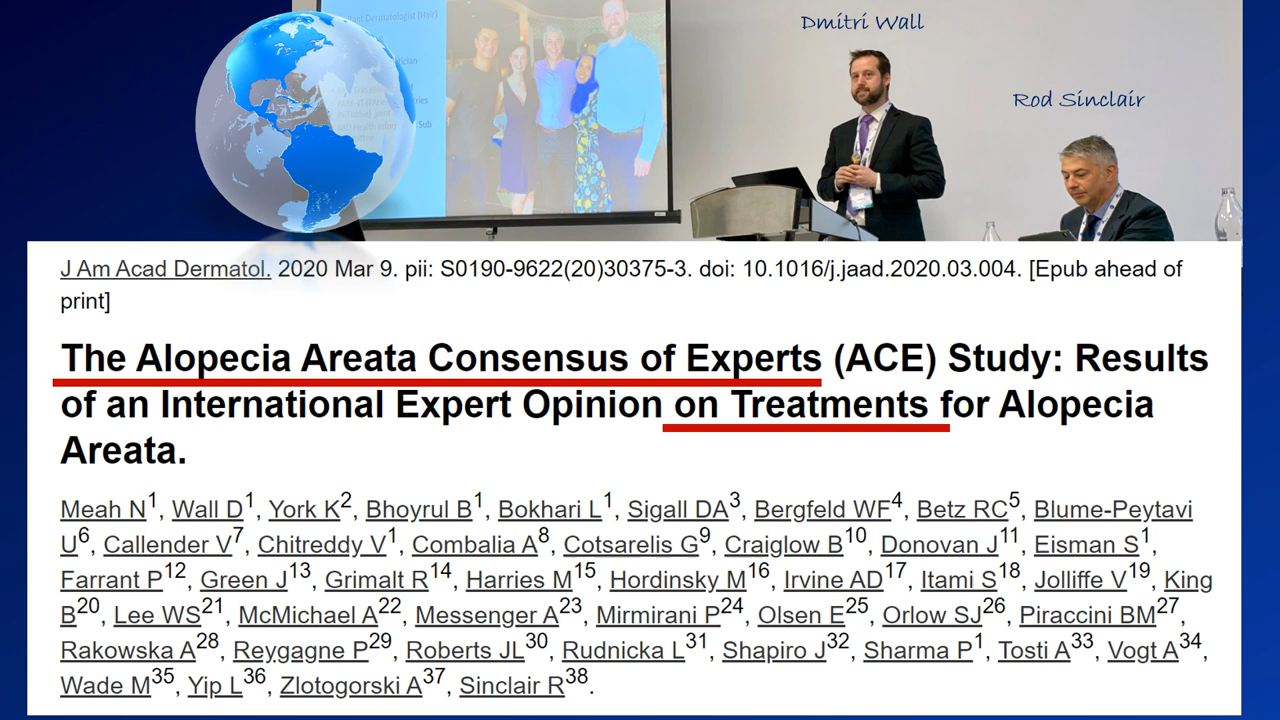 Dmitri Wall
Rod Sinclair
Dermatologist (Hair)
J Am Acad Dermatol. 2020 Mar 9. pii: S0190-9622(20)30375-3. doi: 10.1016/j.jaad.2020.03.004. [Epub ahead of
print]
The Alopecia Areata Consensus of Experts (ACE) Study: Results
of an International Expert Opinion on Treatments for Alopecia
Areata.
Meah N1, Wall D1, York K2, Bhoyrul B1, Bokhari L1, Sigall DA3, Bergfeld WF4, Betz RC5, Blume-Peytavi
U6, Callender V7, Chitreddy V1, Combalia A8, Cotsarelis G9, Craiglow B10, Donovan J11, Eisman S1,
Farrant P12, Green J13, Grimalt R14, Harries M15, Hordinsky M16, Irvine AD17, Itami S18, Jolliffe V19, King
B20, Lee WS21, McMichael A22, Messenger A23, Mirmirani P24, Olsen E25, Orlow SJ26, Piraccini BM27,
Rakowska A28, Reygagne P29, Roberts JL30, Rudnicka L31, Shapiro J32, Sharma P1, Tosti A33, Vogt A34,
Wade M35, Yip L36, Zlotogorski A37, Sinclair R38.